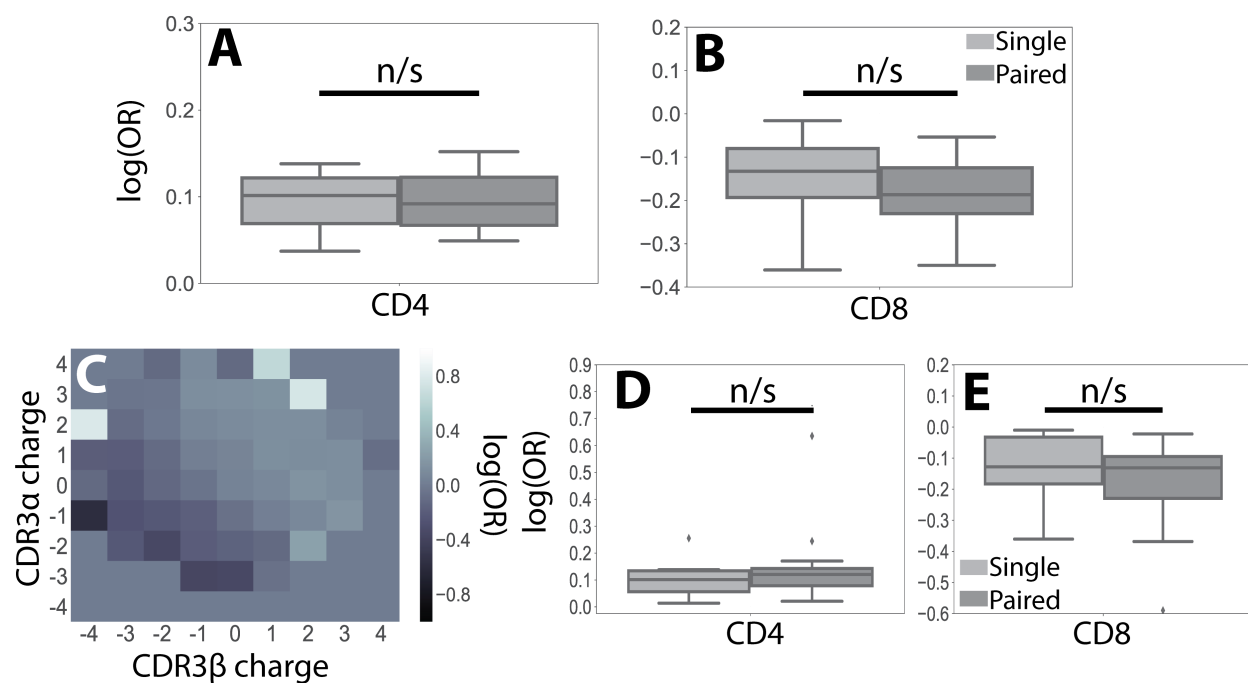 A
n/s
0.3
0.2
0.1
0.0
log(OR)
CD4
B
n/s
Single
Paired
0.2
0.1
0.0
−0.1
−0.2
−0.3
−0.4
CD8
C
4
3
2
1
0
-1
-2
-3
-4
CDR3α charge
-4 -3 -2 -1 0 1 2 3 4
CDR3β charge
0.8
0.4
0.0
−0.4
−0.8
log(OR)
D
n/s
0.9
0.8
0.7
0.6
0.5
0.4
0.3
0.2
0.1
0.0
log(OR)
CD4
E
n/s
0.2
0.1
0.0
−0.1
−0.2
−0.3
−0.4
−0.5
−0.6
Single
Paired
CD8